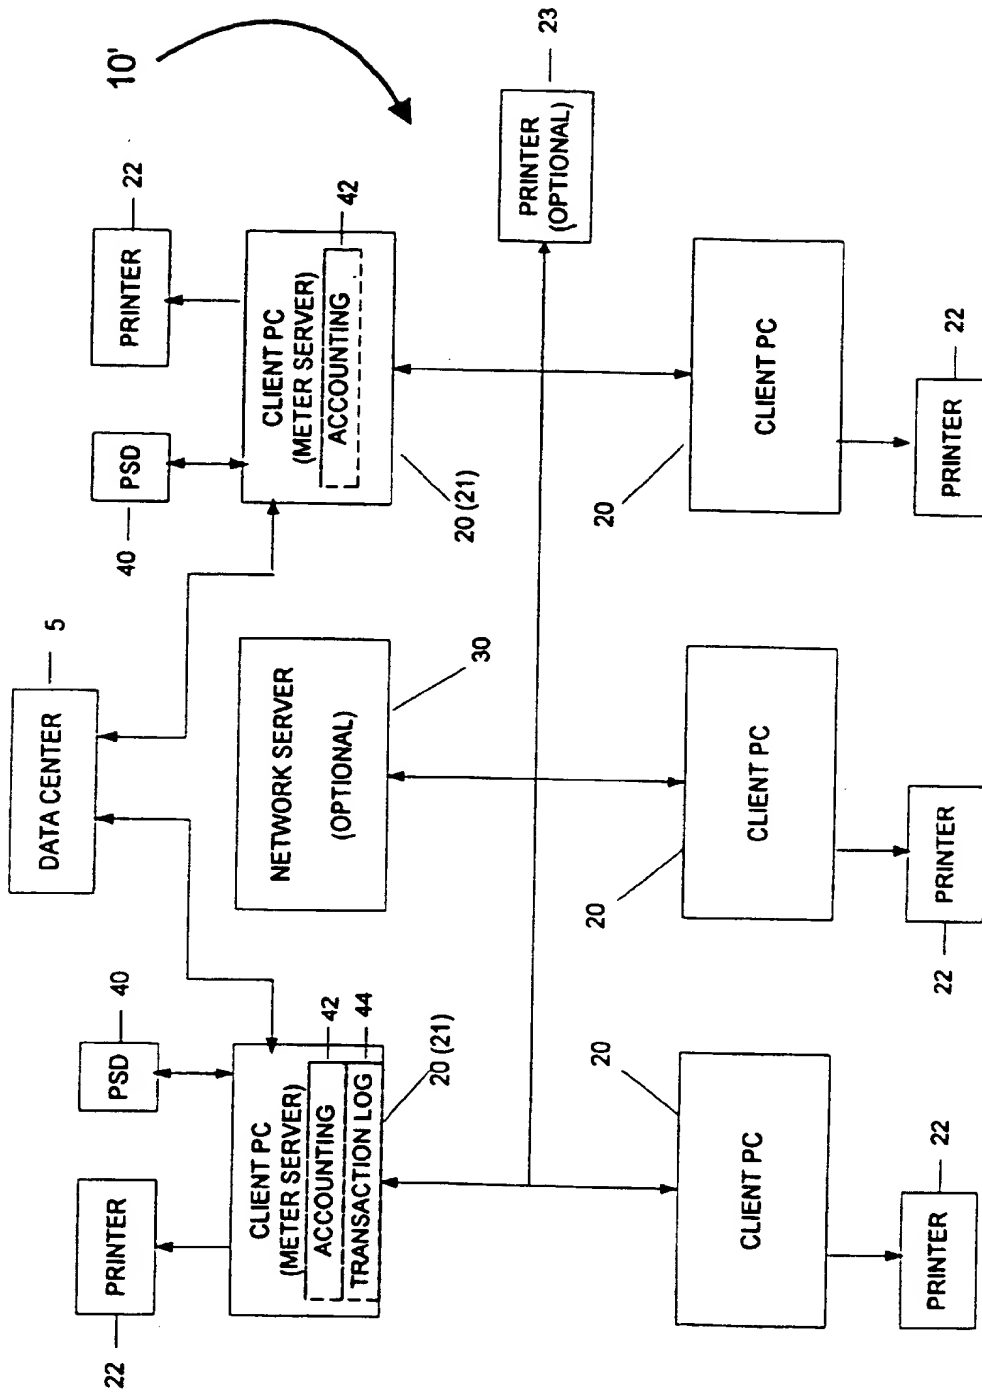 10'
DATA CENTER
5
PRINTER
22
PSD
40
CLIENT PC
(METER SERVER)
ACCOUNTING
42
TRANSACTION LOG
44
20 (21)
NETWORK SERVER
(OPTIONAL)
30
PSD
40
PRINTER
22
CLIENT PC
(METER SERVER)
ACCOUNTING
42
20 (21)
PRINTER
(OPTIONAL)
23
20
CLIENT PC
PRINTER
22
20
CLIENT PC
PRINTER
22
20
CLIENT PC
PRINTER
22